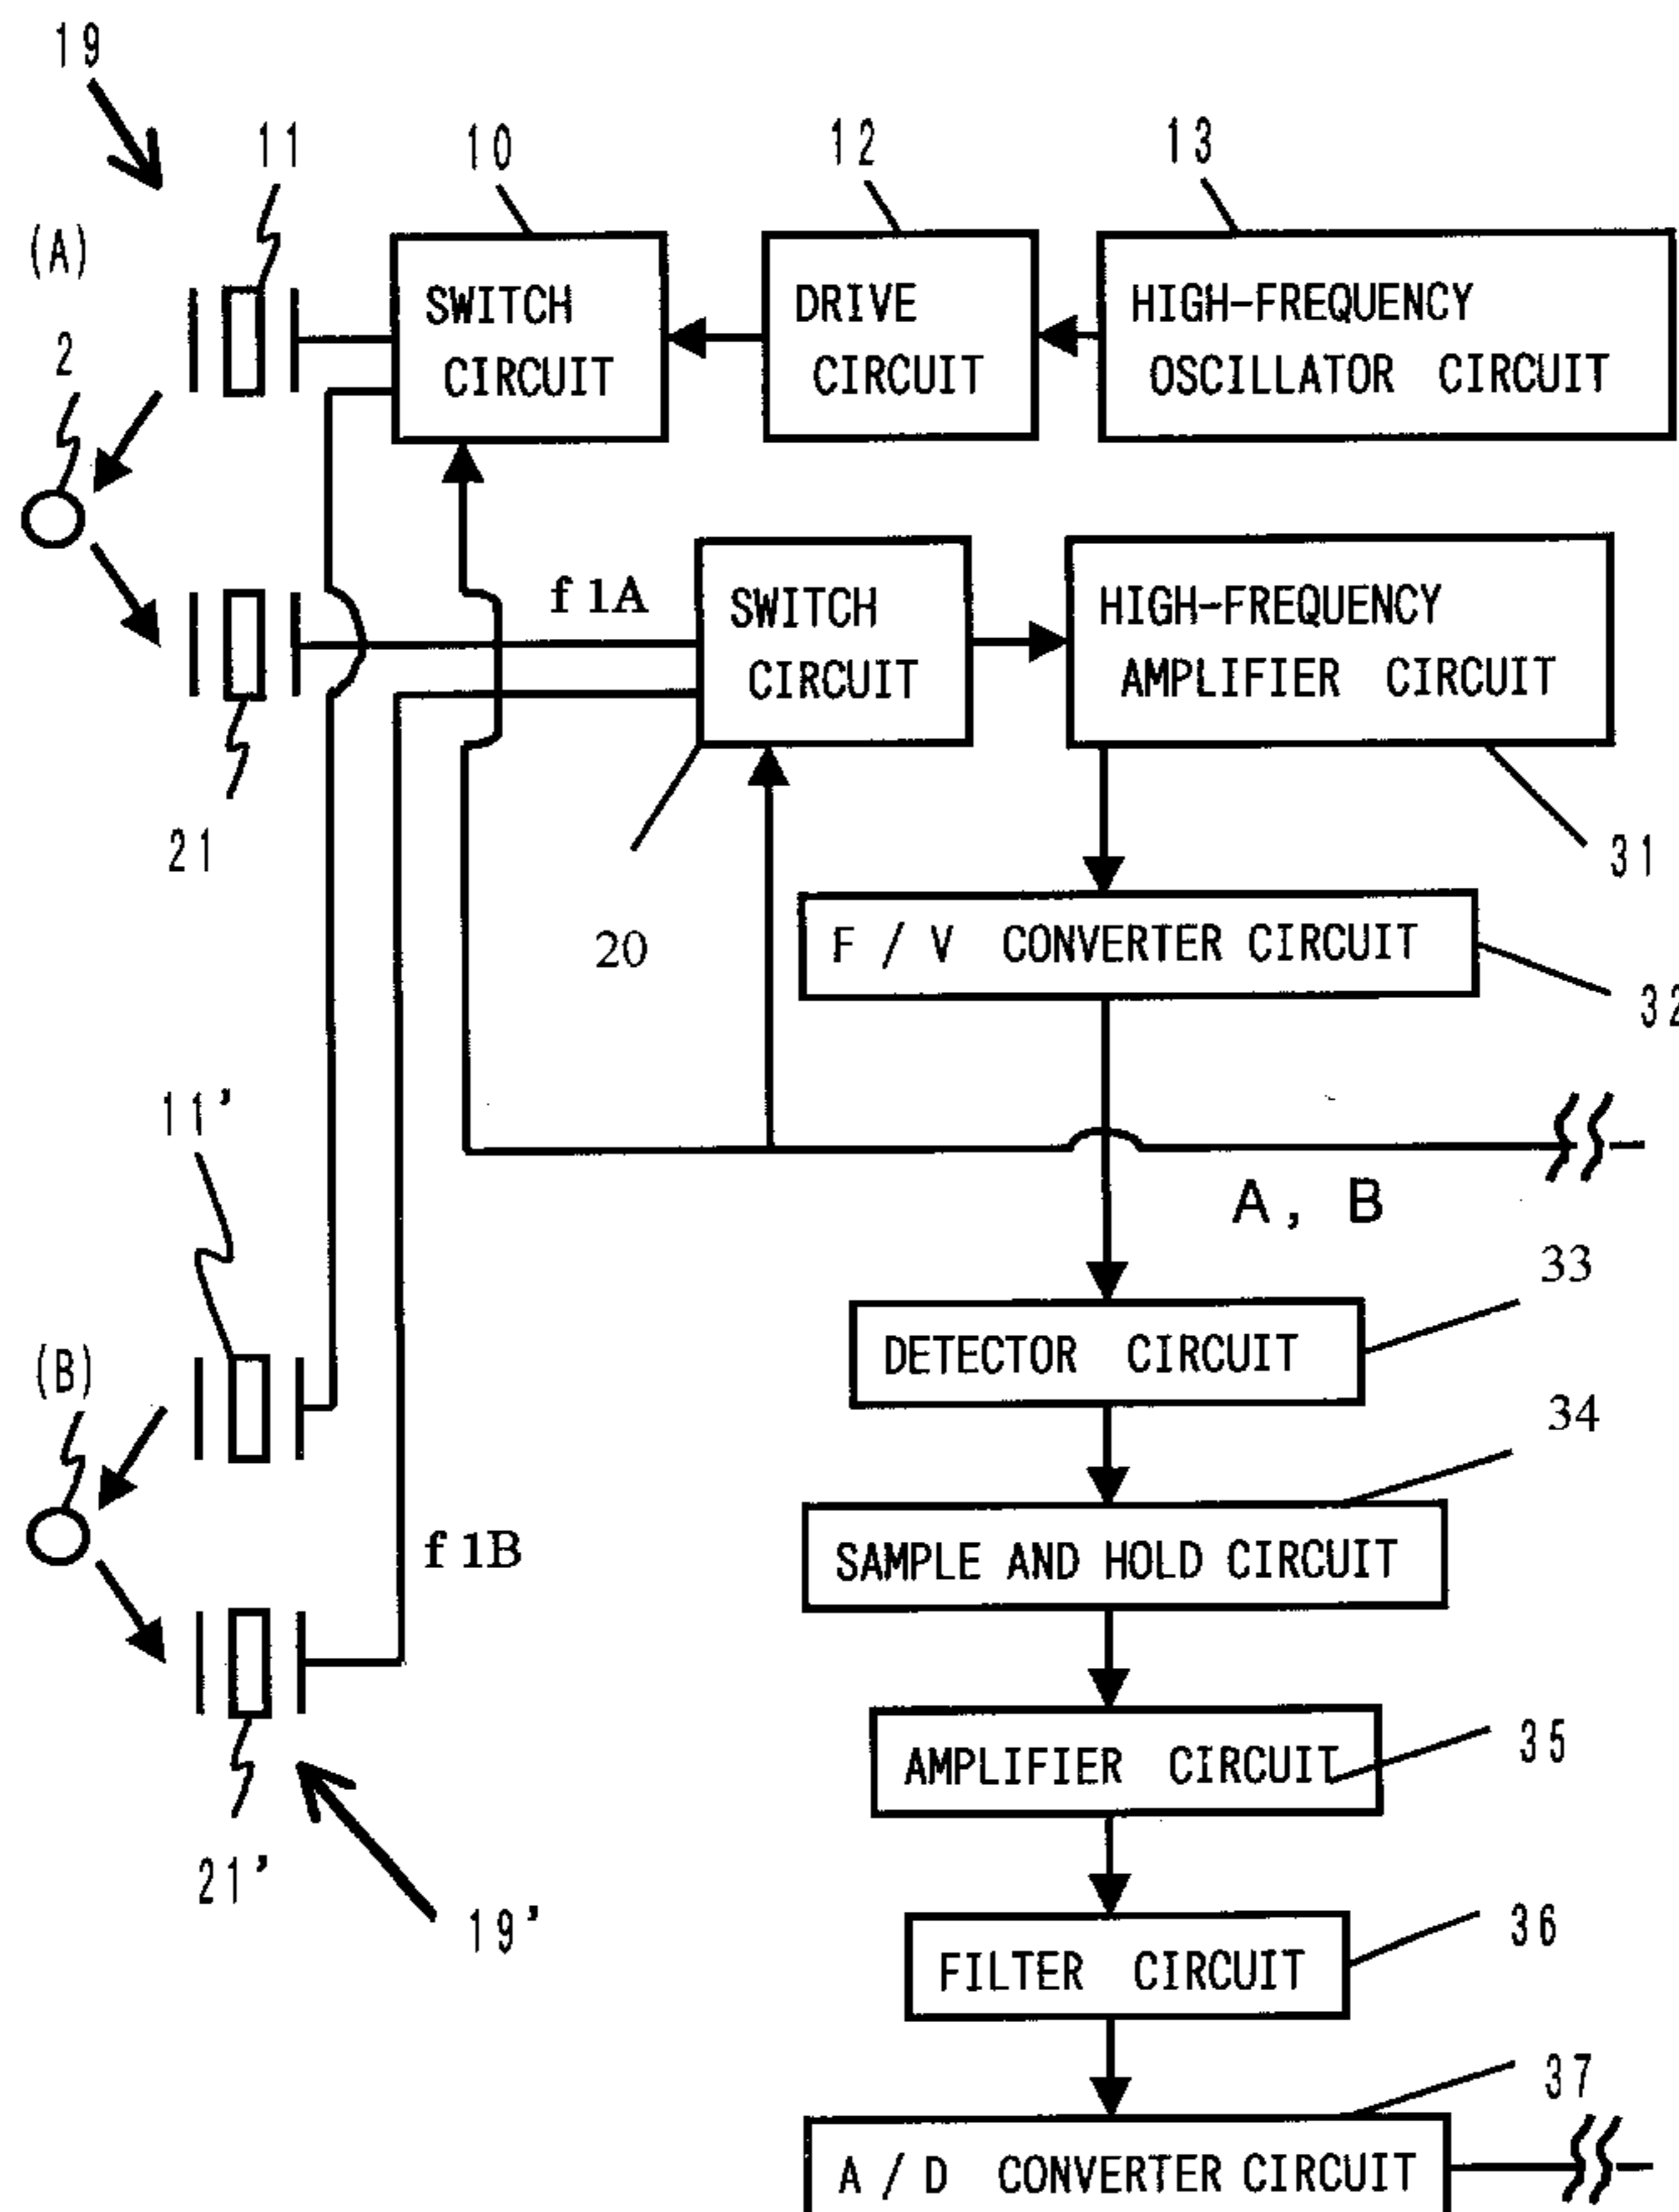 19
11
10
12
13
(A)
SWITCH
CIRCUIT
DRIVE
CIRCUIT
HIGH-FREQUENCY
OSCILLATOR CIRCUIT
2
f 1A
SWITCH
CIRCUIT
HIGH-FREQUENCY
AMPLIFIER CIRCUIT
21
20
31
F / V CONVERTER CIRCUIT
32
11'
A, B
33
(B)
DETECTOR CIRCUIT
34
f 1B
SAMPLE AND HOLD CIRCUIT
35
AMPLIFIER CIRCUIT
21'
19'
36
FILTER CIRCUIT
37
A / D CONVERTER CIRCUIT